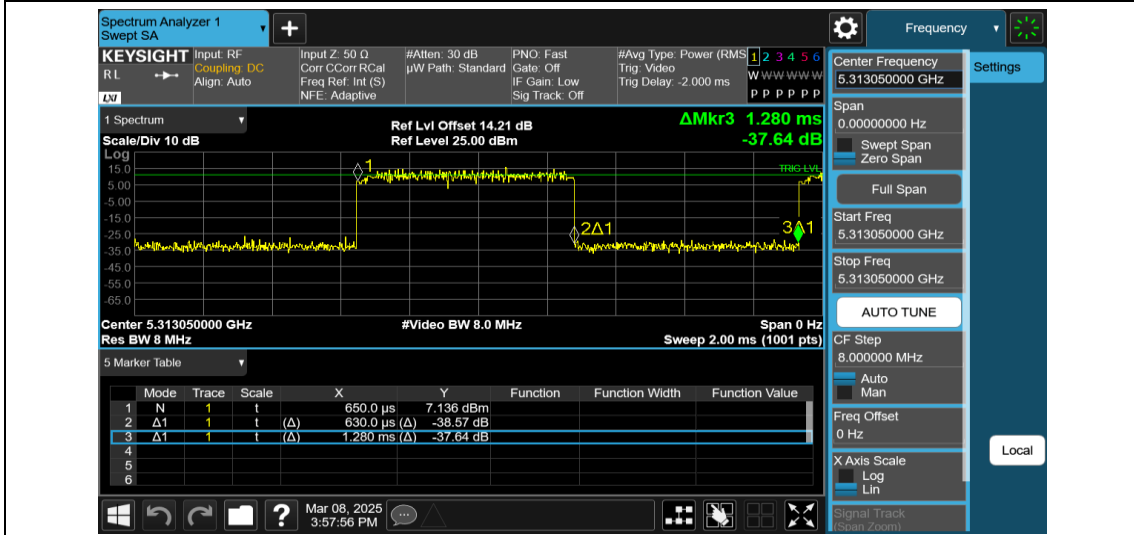 Spectrum Analyzer 1
Swept SA
Frequency
KEYSIGHT
R L
LXI
Input: RF
Coupling: DC
Align: Auto
Input Z: 50 Ω
Corr CCorr RCal
Freq Ref: Int (S)
NFE: Adaptive
#Atten: 30 dB
µW Path: Standard
PNO: Fast
Gate: Off
IF Gain: Low
Sig Track: Off
#Avg Type: Power (RMS
Trig: Video
Trig Delay: -2.000 ms
1 2 3 4 5 6
W W W W W W
P P P P P P
1 Spectrum
Scale/Div 10 dB
Ref Lvl Offset 14.21 dB
Ref Level 25.00 dBm
ΔMkr3 1.280 ms
-37.64 dB
Log
15.0
5.00
-5.00
-15.0
-25.0
-35.0
-45.0
-55.0
-65.0
TRIG LVL
1
2Δ1
3Δ1
Center 5.313050000 GHz
#Video BW 8.0 MHz
Span 0 Hz
Res BW 8 MHz
Sweep 2.00 ms (1001 pts)
5 Marker Table
Mode Trace Scale X Y Function Function Width Function Value
1 N 1 t 650.0 µs 7.136 dBm
2 Δ1 1 t (Δ) 630.0 µs (Δ) -38.57 dB
3 Δ1 1 t (Δ) 1.280 ms (Δ) -37.64 dB
4
5
6
Mar 08, 2025
3:57:56 PM
Center Frequency
5.313050000 GHz
Span
0.00000000 Hz
Swept Span
Zero Span
Full Span
Start Freq
5.313050000 GHz
Stop Freq
5.313050000 GHz
AUTO TUNE
CF Step
8.000000 MHz
Auto
Man
Freq Offset
0 Hz
X Axis Scale
Log
Lin
Signal Track
(Span Zoom)
Settings
Local